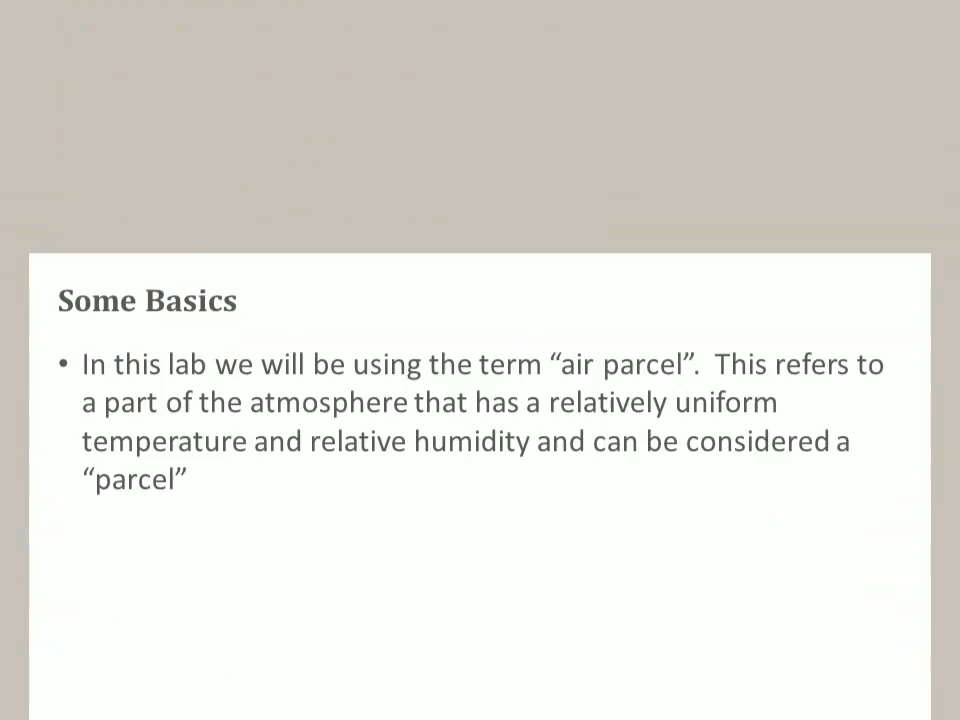 Some Basics
• In this lab we will be using the term “air parcel”.  This refers to
a part of the atmosphere that has a relatively uniform
temperature and relative humidity and can be considered a
“parcel”